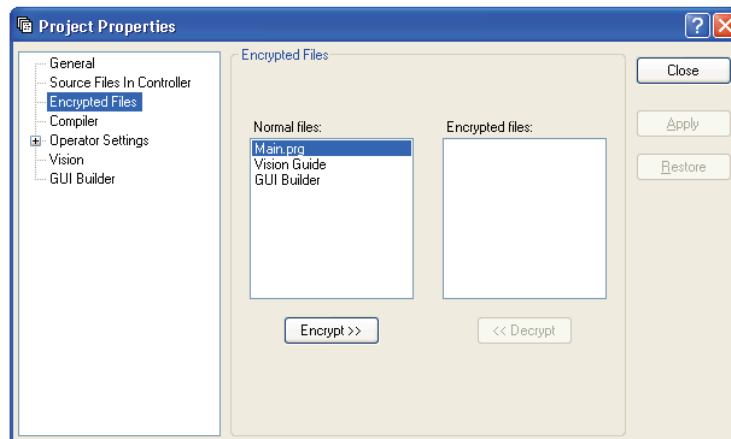 Project Properties
General
Source Files In Controller
Encrypted Files
Compiler
Operator Settings
Vision
GUI Builder
Encrypted Files
Normal files:
Main.prg
Vision Guide
GUI Builder
Encrypt >>
Encrypted files:
<< Decrypt
Close
Apply
Restore